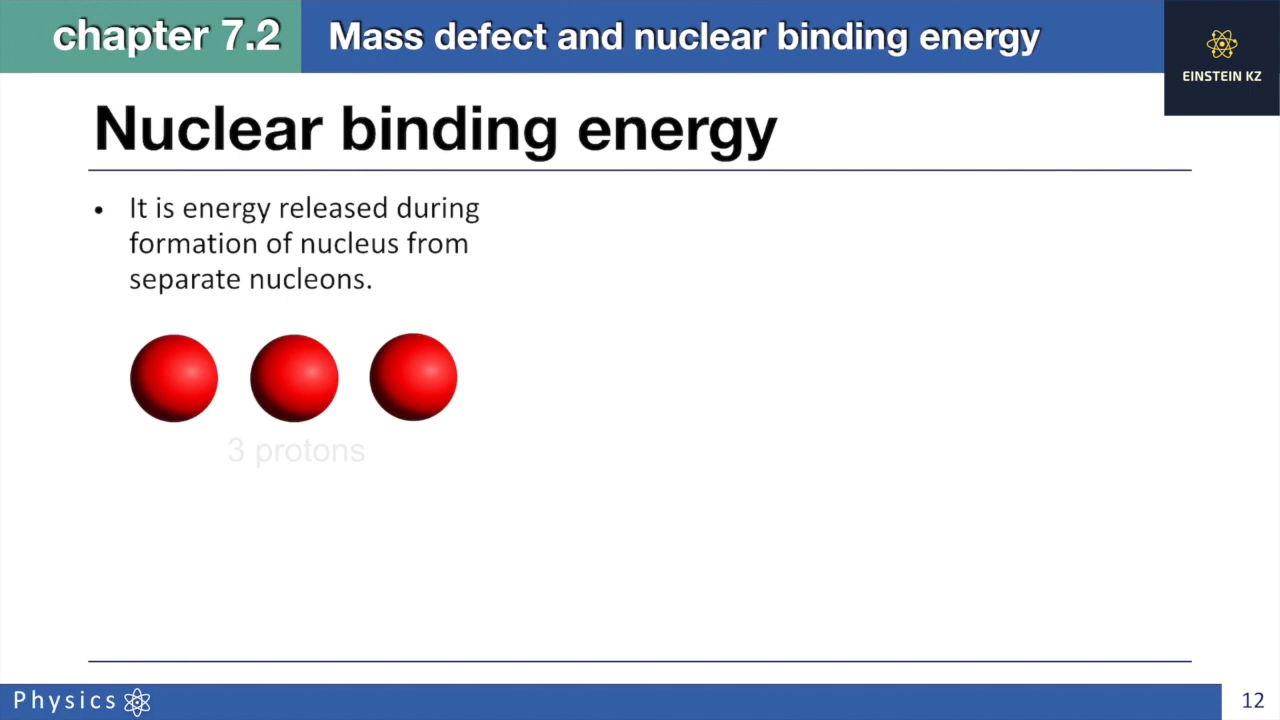 chapter 7.2
Mass defect and nuclear binding energy
EINSTEIN KZ
Nuclear binding energy
• It is energy released during
formation of nucleus from
separate nucleons.
3 protons
Physics
12